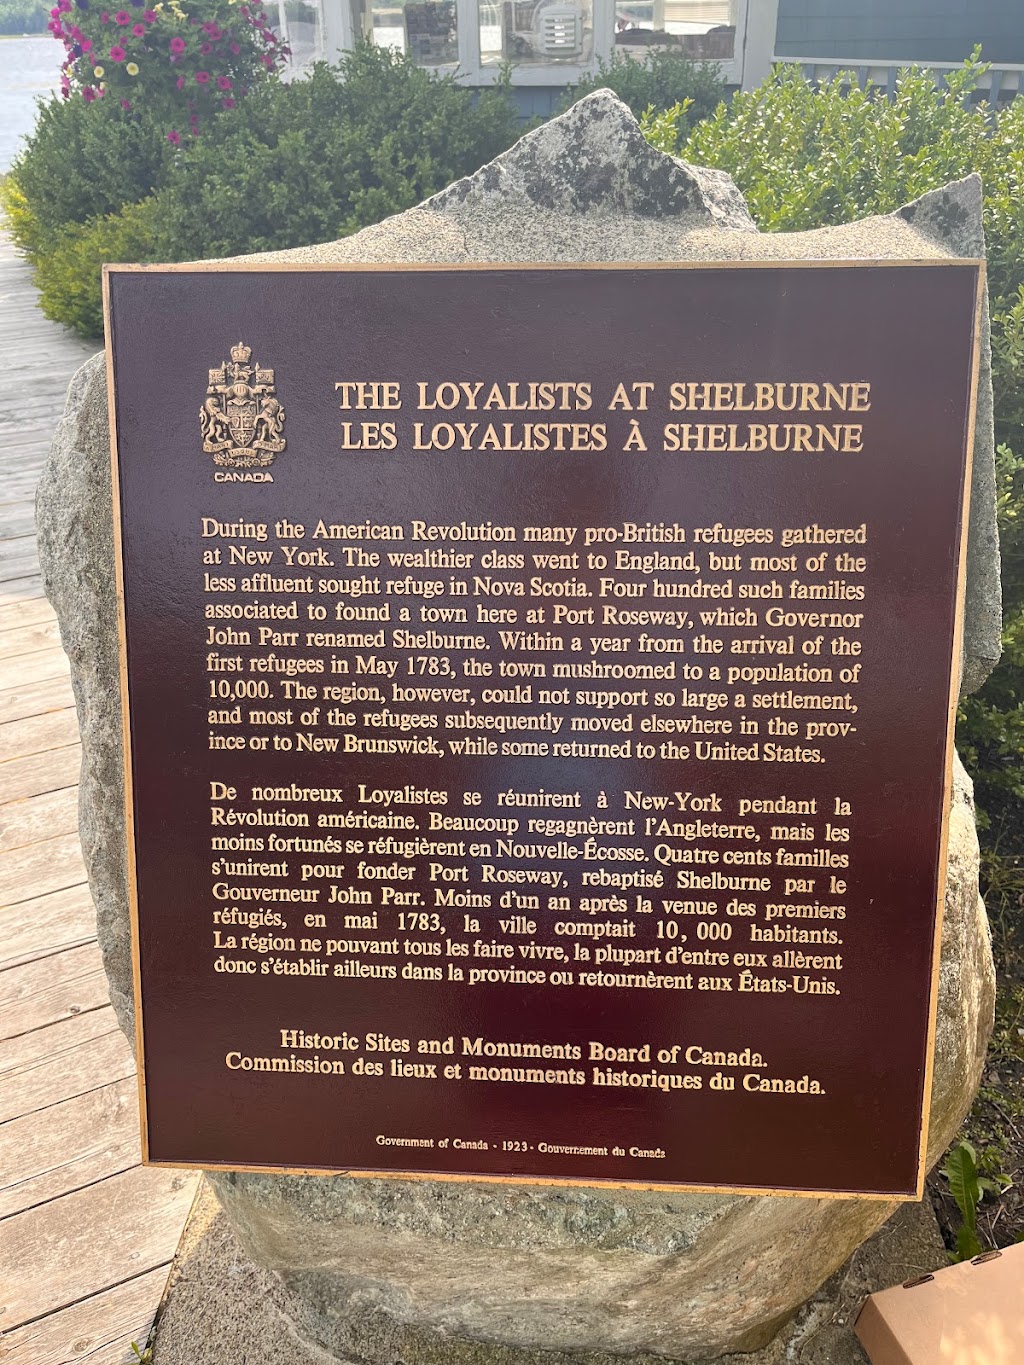 CANADA
THE LOYALISTS AT SHELBURNE
LES LOYALISTES À SHELBURNE
During the American Revolution many pro-British refugees gathered
at New York. The wealthier class went to England, but most of the
less affluent sought refuge in Nova Scotia. Four hundred such families
associated to found a town here at Port Roseway, which Governor
John Parr renamed Shelburne. Within a year from the arrival of the
first refugees in May 1783, the town mushroomed to a population of
10,000. The region, however, could not support so large a settlement,
and most of the refugees subsequently moved elsewhere in the prov-
ince or to New Brunswick, while some returned to the United States.
De nombreux Loyalistes se réunirent à New-York pendant la
Révolution américaine. Beaucoup regagnèrent l'Angleterre, mais les
moins fortunés se réfugièrent en Nouvelle-Écosse. Quatre cents familles
s'unirent pour fonder Port Roseway, rebaptisé Shelburne par le
Gouverneur John Parr. Moins d'un an après la venue des premiers
réfugiés, en mai 1783, la ville comptait 10, 000 habitants.
La région ne pouvant tous les faire vivre, la plupart d'entre eux allèrent
donc s'établir ailleurs dans la province ou retournèrent aux États-Unis.
Historic Sites and Monuments Board of Canada.
Commission des lieux et monuments historiques du Canada.
Government of Canada - 1923 - Gouvernement du Canada